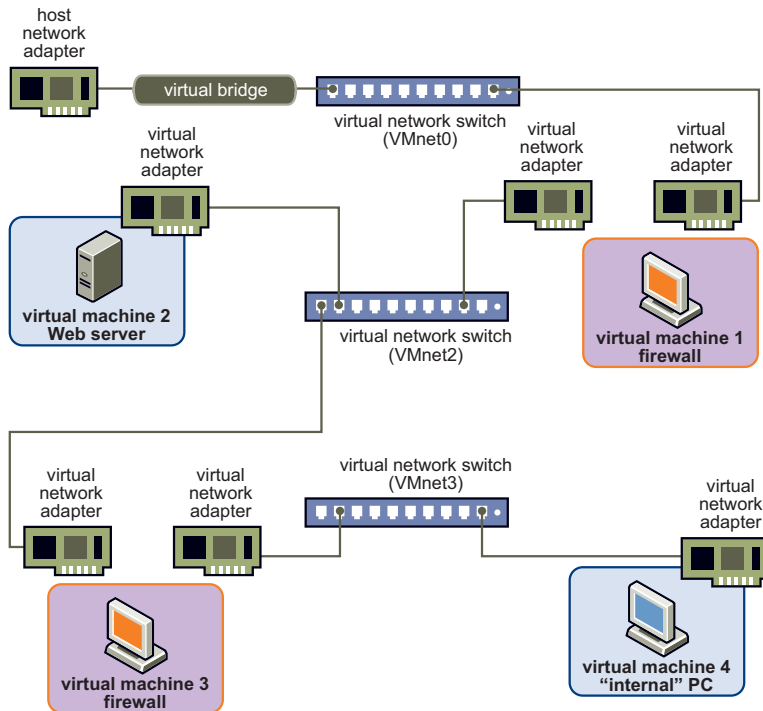 host
network
adapter
virtual bridge
virtual network switch
(VMnet0)
virtual
network
adapter
virtual
network
adapter
virtual
network
adapter
virtual machine 2
Web server
virtual network switch
(VMnet2)
virtual machine 1
firewall
virtual
network
adapter
virtual
network
adapter
virtual network switch
(VMnet3)
virtual
network
adapter
virtual machine 3
firewall
virtual machine 4
“internal” PC